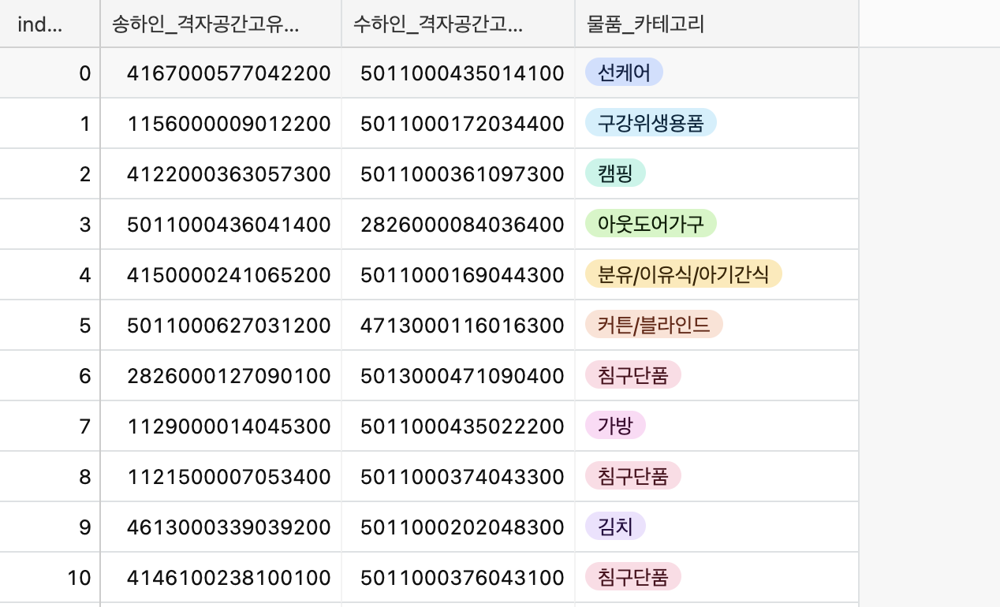 ind... 송하인_격자공간고유... 수하인_격자공간고... 물품_카테고리
0 4167000577042200 5011000435014100 선케어
1 1156000009012200 5011000172034400 구강위생용품
2 4122000363057300 5011000361097300 캠핑
3 5011000436041400 2826000084036400 아웃도어가구
4 4150000241065200 5011000169044300 분유/이유식/아기간식
5 5011000627031200 4713000116016300 커튼/블라인드
6 2826000127090100 5013000471090400 침구단품
7 1129000014045300 5011000435022200 가방
8 1121500007053400 5011000374043300 침구단품
9 4613000339039200 5011000202048300 김치
10 4146100238100100 5011000376043100 침구단품